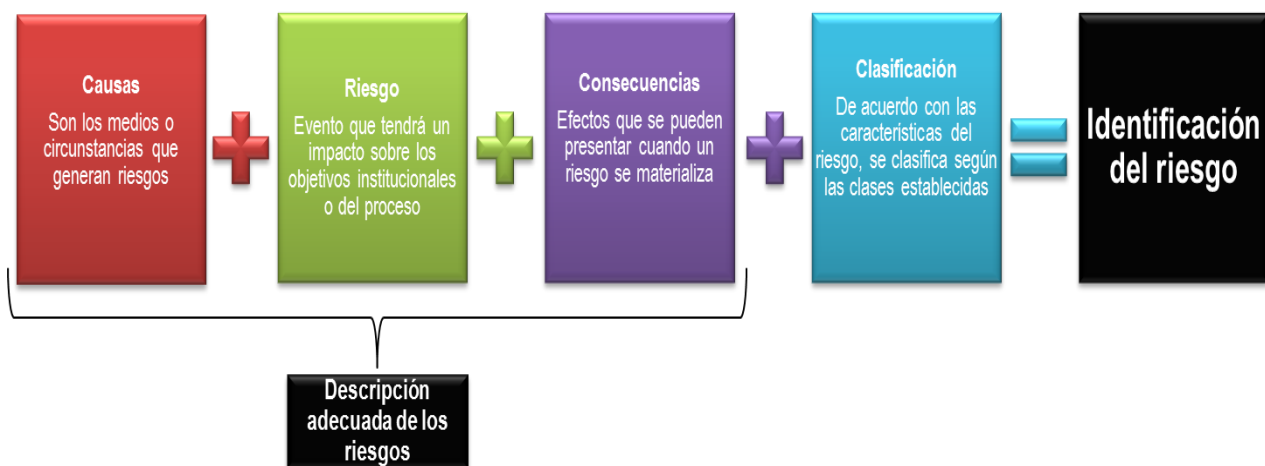 Causas
Son los medios o
circunstancias que
generan riesgos
Riesgo
Evento que tendrá un
impacto sobre los
objetivos institucionales
o del proceso
Consecuencias
Efectos que se pueden
presentar cuando un
riesgo se materializa
Clasificación
De acuerdo con las
características del
riesgo, se clasifica según
las clases establecidas
Identificación
del riesgo
Descripción
adecuada de los
riesgos